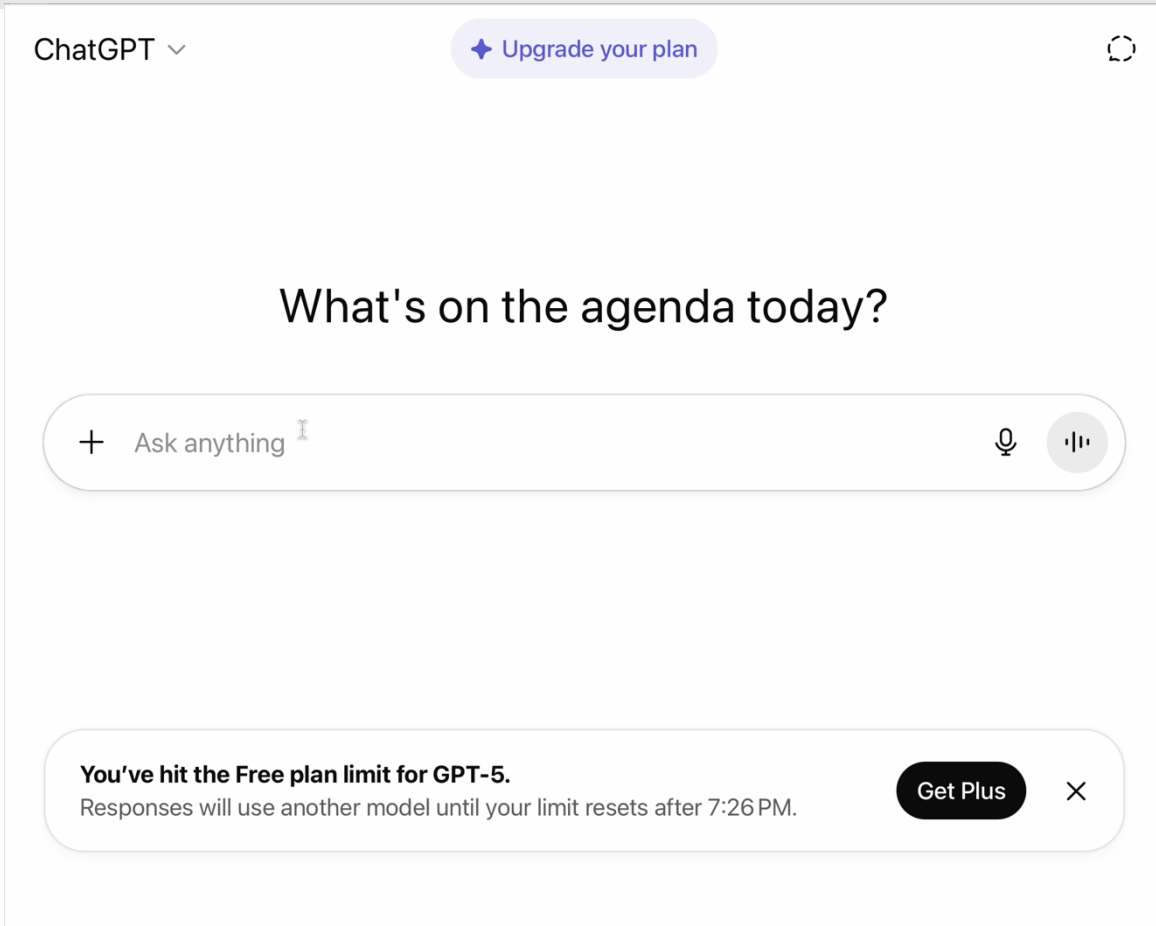 ChatGPT
Upgrade your plan
What's on the agenda today?
Ask anything
You’ve hit the Free plan limit for GPT-5.
Responses will use another model until your limit resets after 7:26 PM.
Get Plus